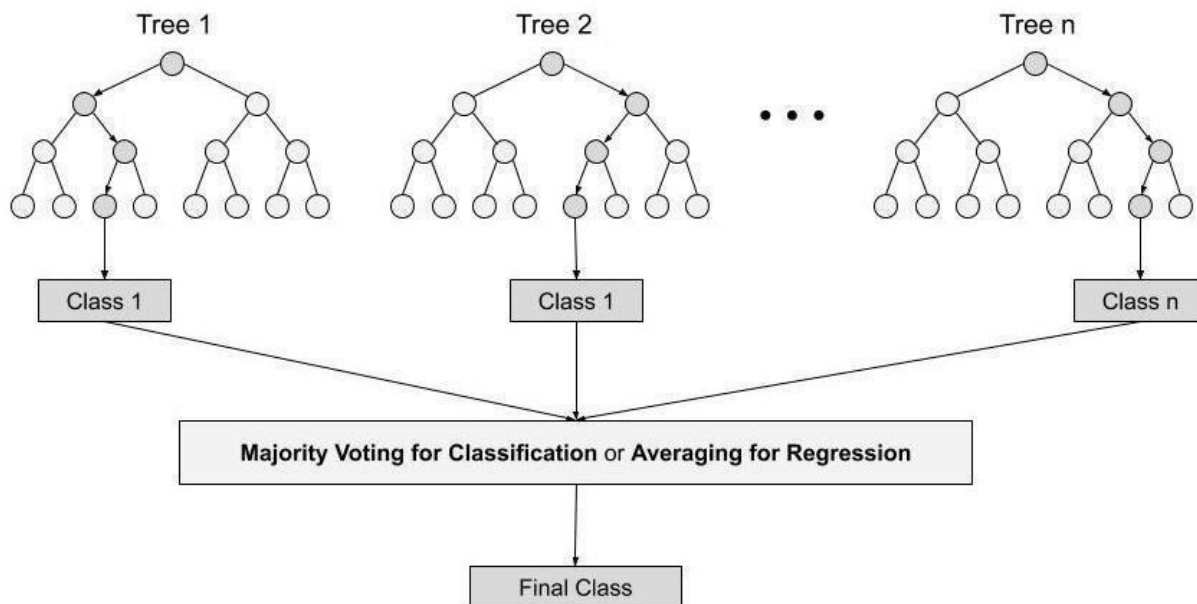 Tree 1
Tree 2
Tree n
Class 1
Class 1
Class n
Majority Voting for Classification or Averaging for Regression
Final Class